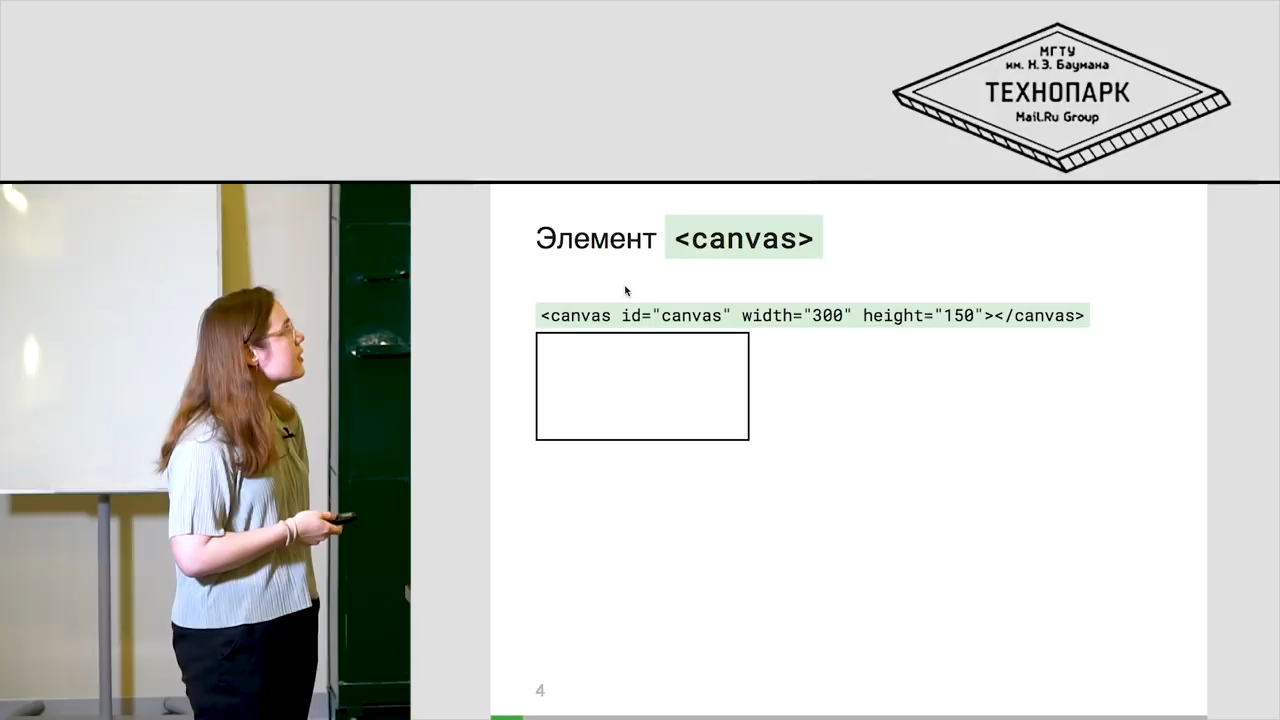 МГТУ
им. Н.Э. Баумана
ТЕХНОПАРК
Mail.Ru Group
Элемент <canvas>
<canvas id="canvas" width="300" height="150"></canvas>
4